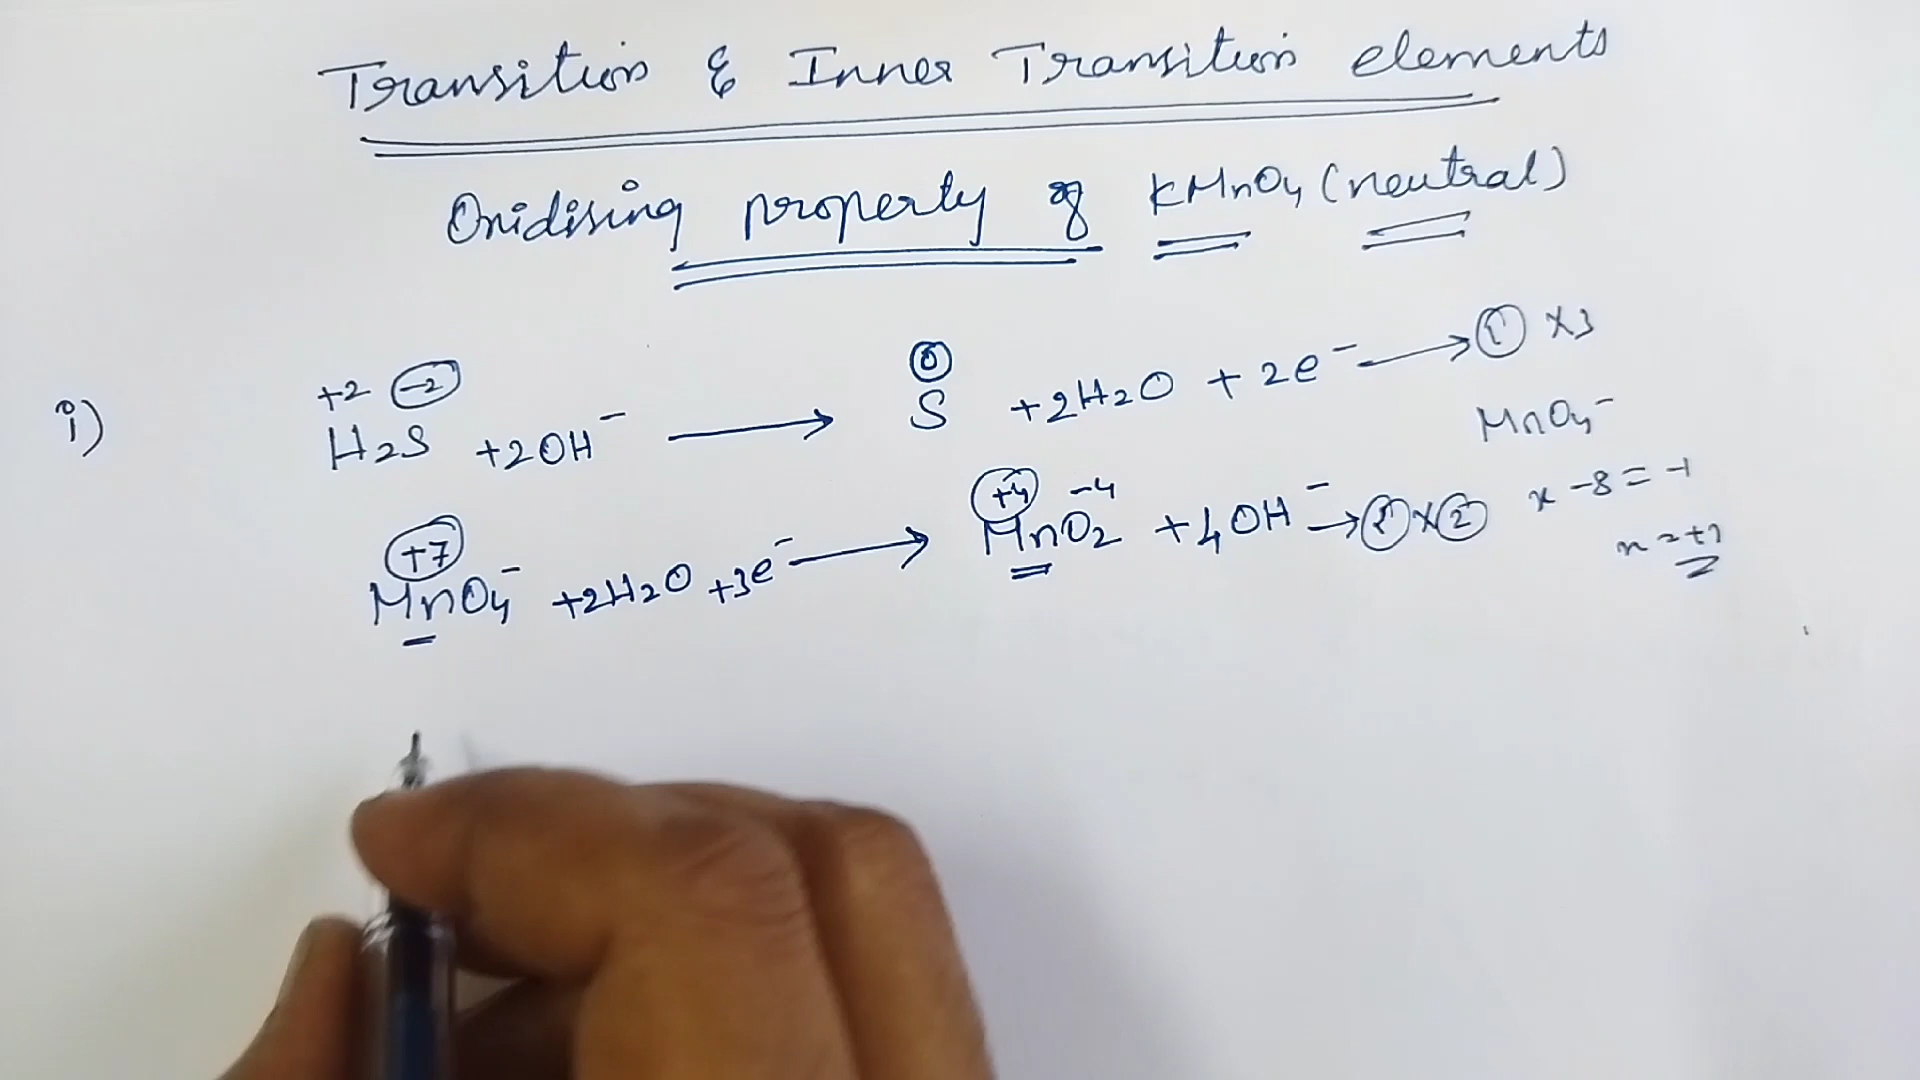 Transition & Inner Transition elements
Oxidising property of KMnO4 (neutral)
+2 -2 0
i) H2S + 2OH⁻ → S + 2H2O + 2e⁻ → 1 × 3
MnO4⁻
+7 +4 -4
x - 8 = -1
MnO4⁻ + 2H2O + 3e⁻ → MnO2 + 4OH⁻ → 2 × 2
x = +7